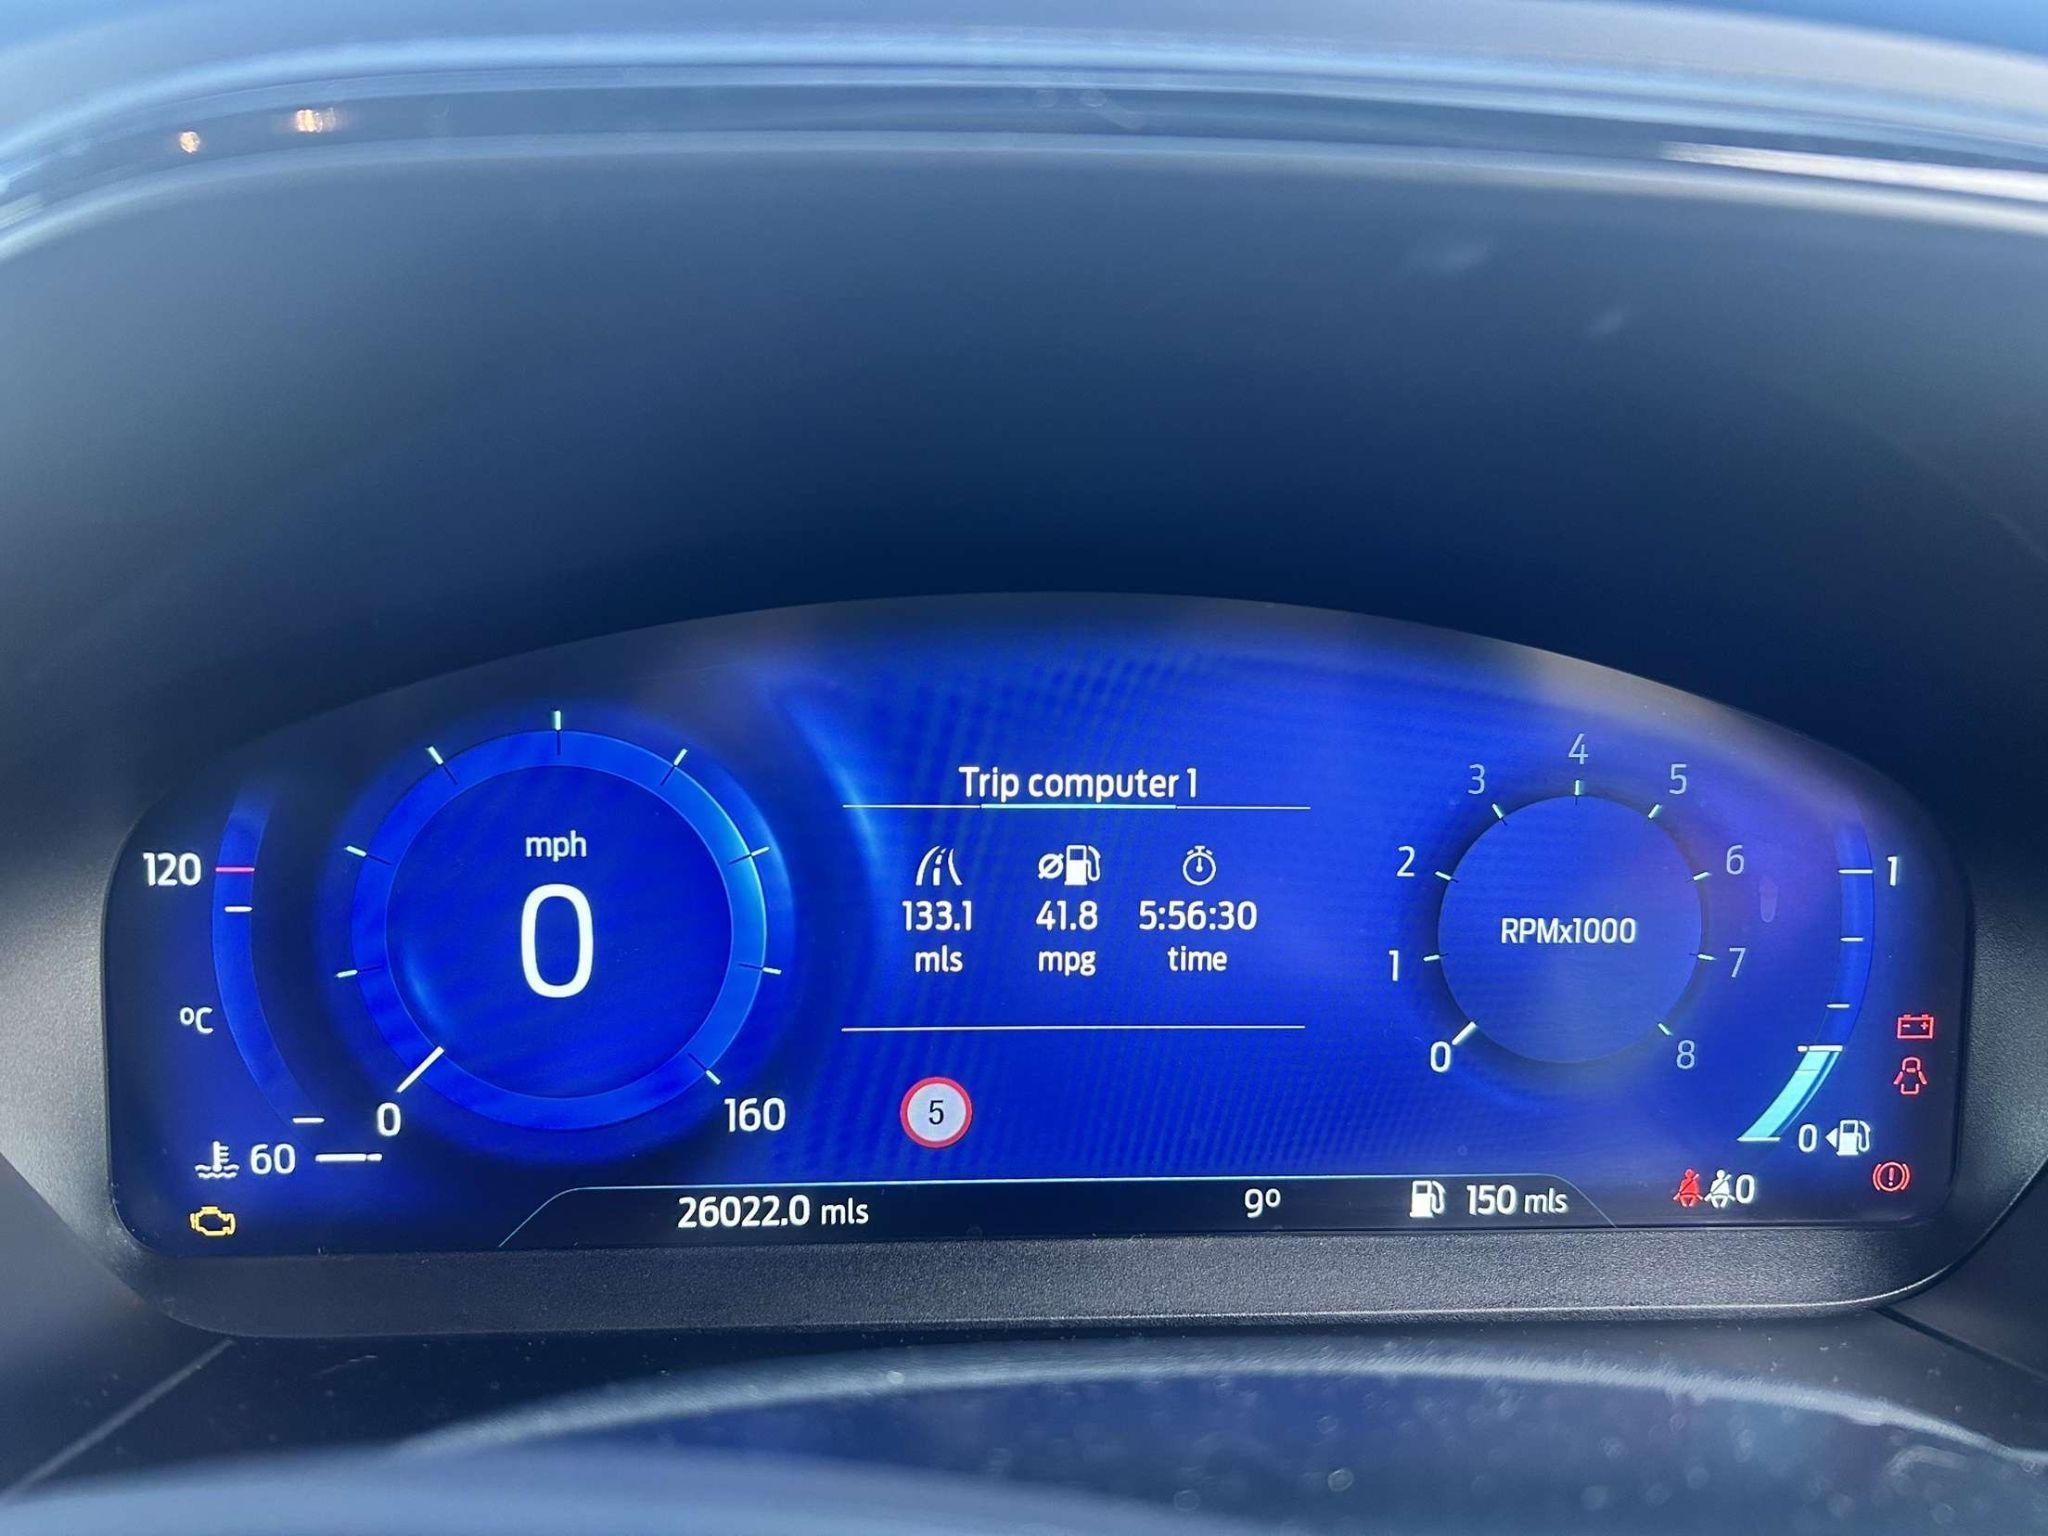 Trip computer 1
133.1 41.8 5:56:30
mls mpg time
mph
0
120
ºC
60
0
160
5
0 1 2 3 4 5 6 7 8
RPMx1000
1
0
26022.0 mls
9º
150 mls
0